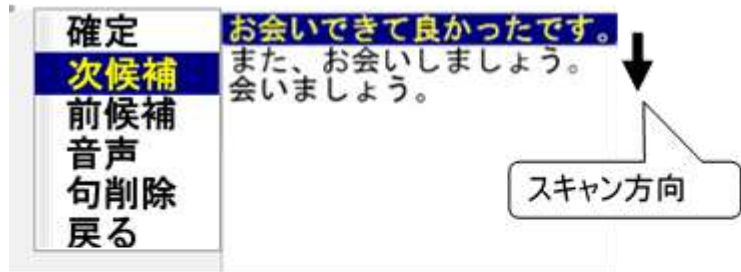 確定
次候補
前候補
音声
句削除
戻る
お会いできて良かったです。
また、お会いしましょう。
会いましょう。
スキャン方向